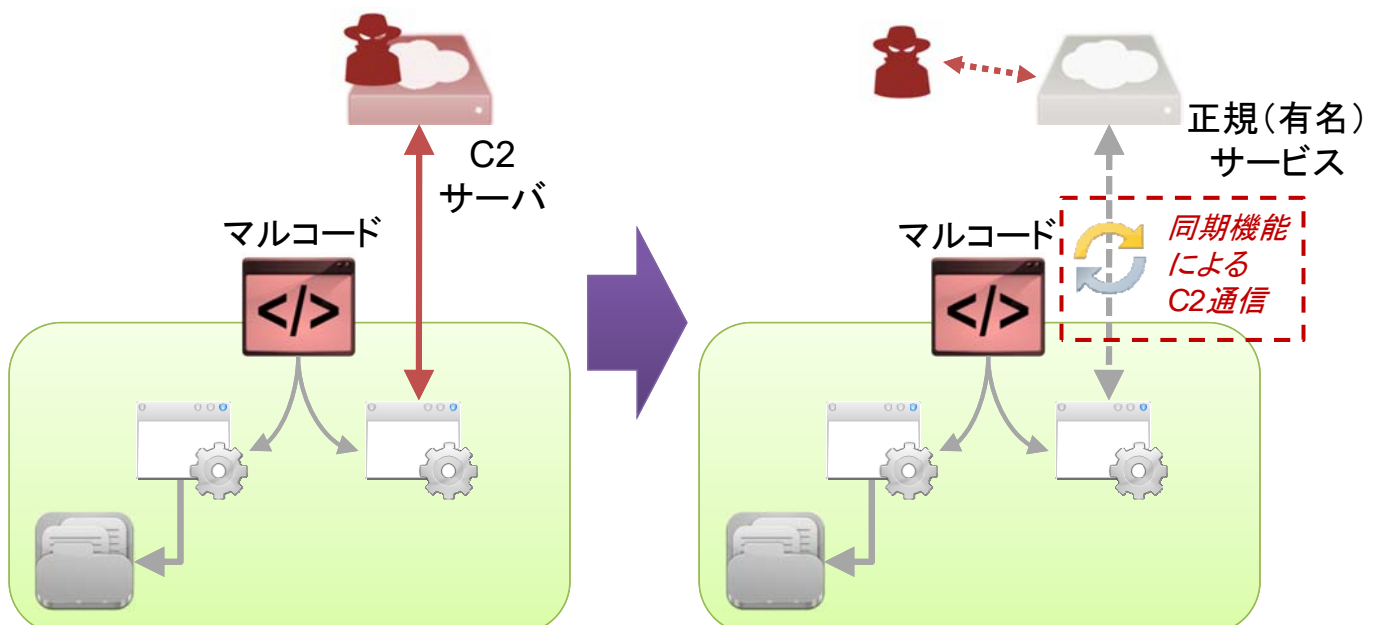 C2
サーバ
マルコード
</>
正規(有名)
サービス
マルコード
同期機能
による
C2通信
</>